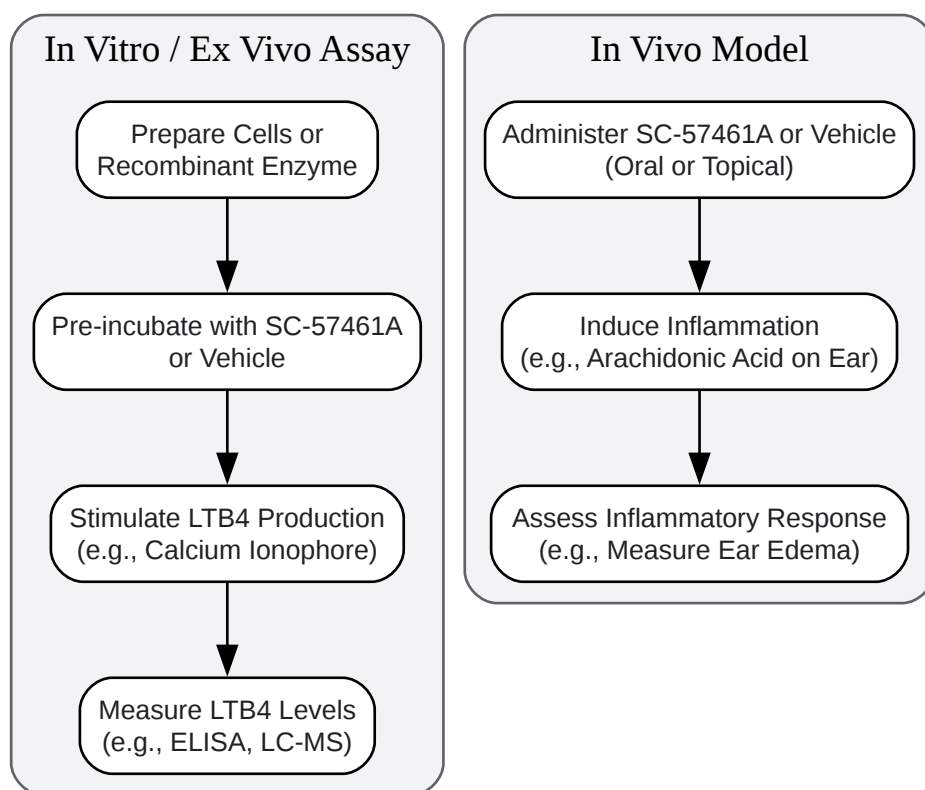 In Vitro / Ex Vivo Assay
Prepare Cells or
Recombinant Enzyme
Pre-incubate with SC-57461A
or Vehicle
Stimulate LTB4 Production
(e.g., Calcium Ionophore)
Measure LTB4 Levels
(e.g., ELISA, LC-MS)
In Vivo Model
Administer SC-57461A or Vehicle
(Oral or Topical)
Induce Inflammation
(e.g., Arachidonic Acid on Ear)
Assess Inflammatory Response
(e.g., Measure Ear Edema)